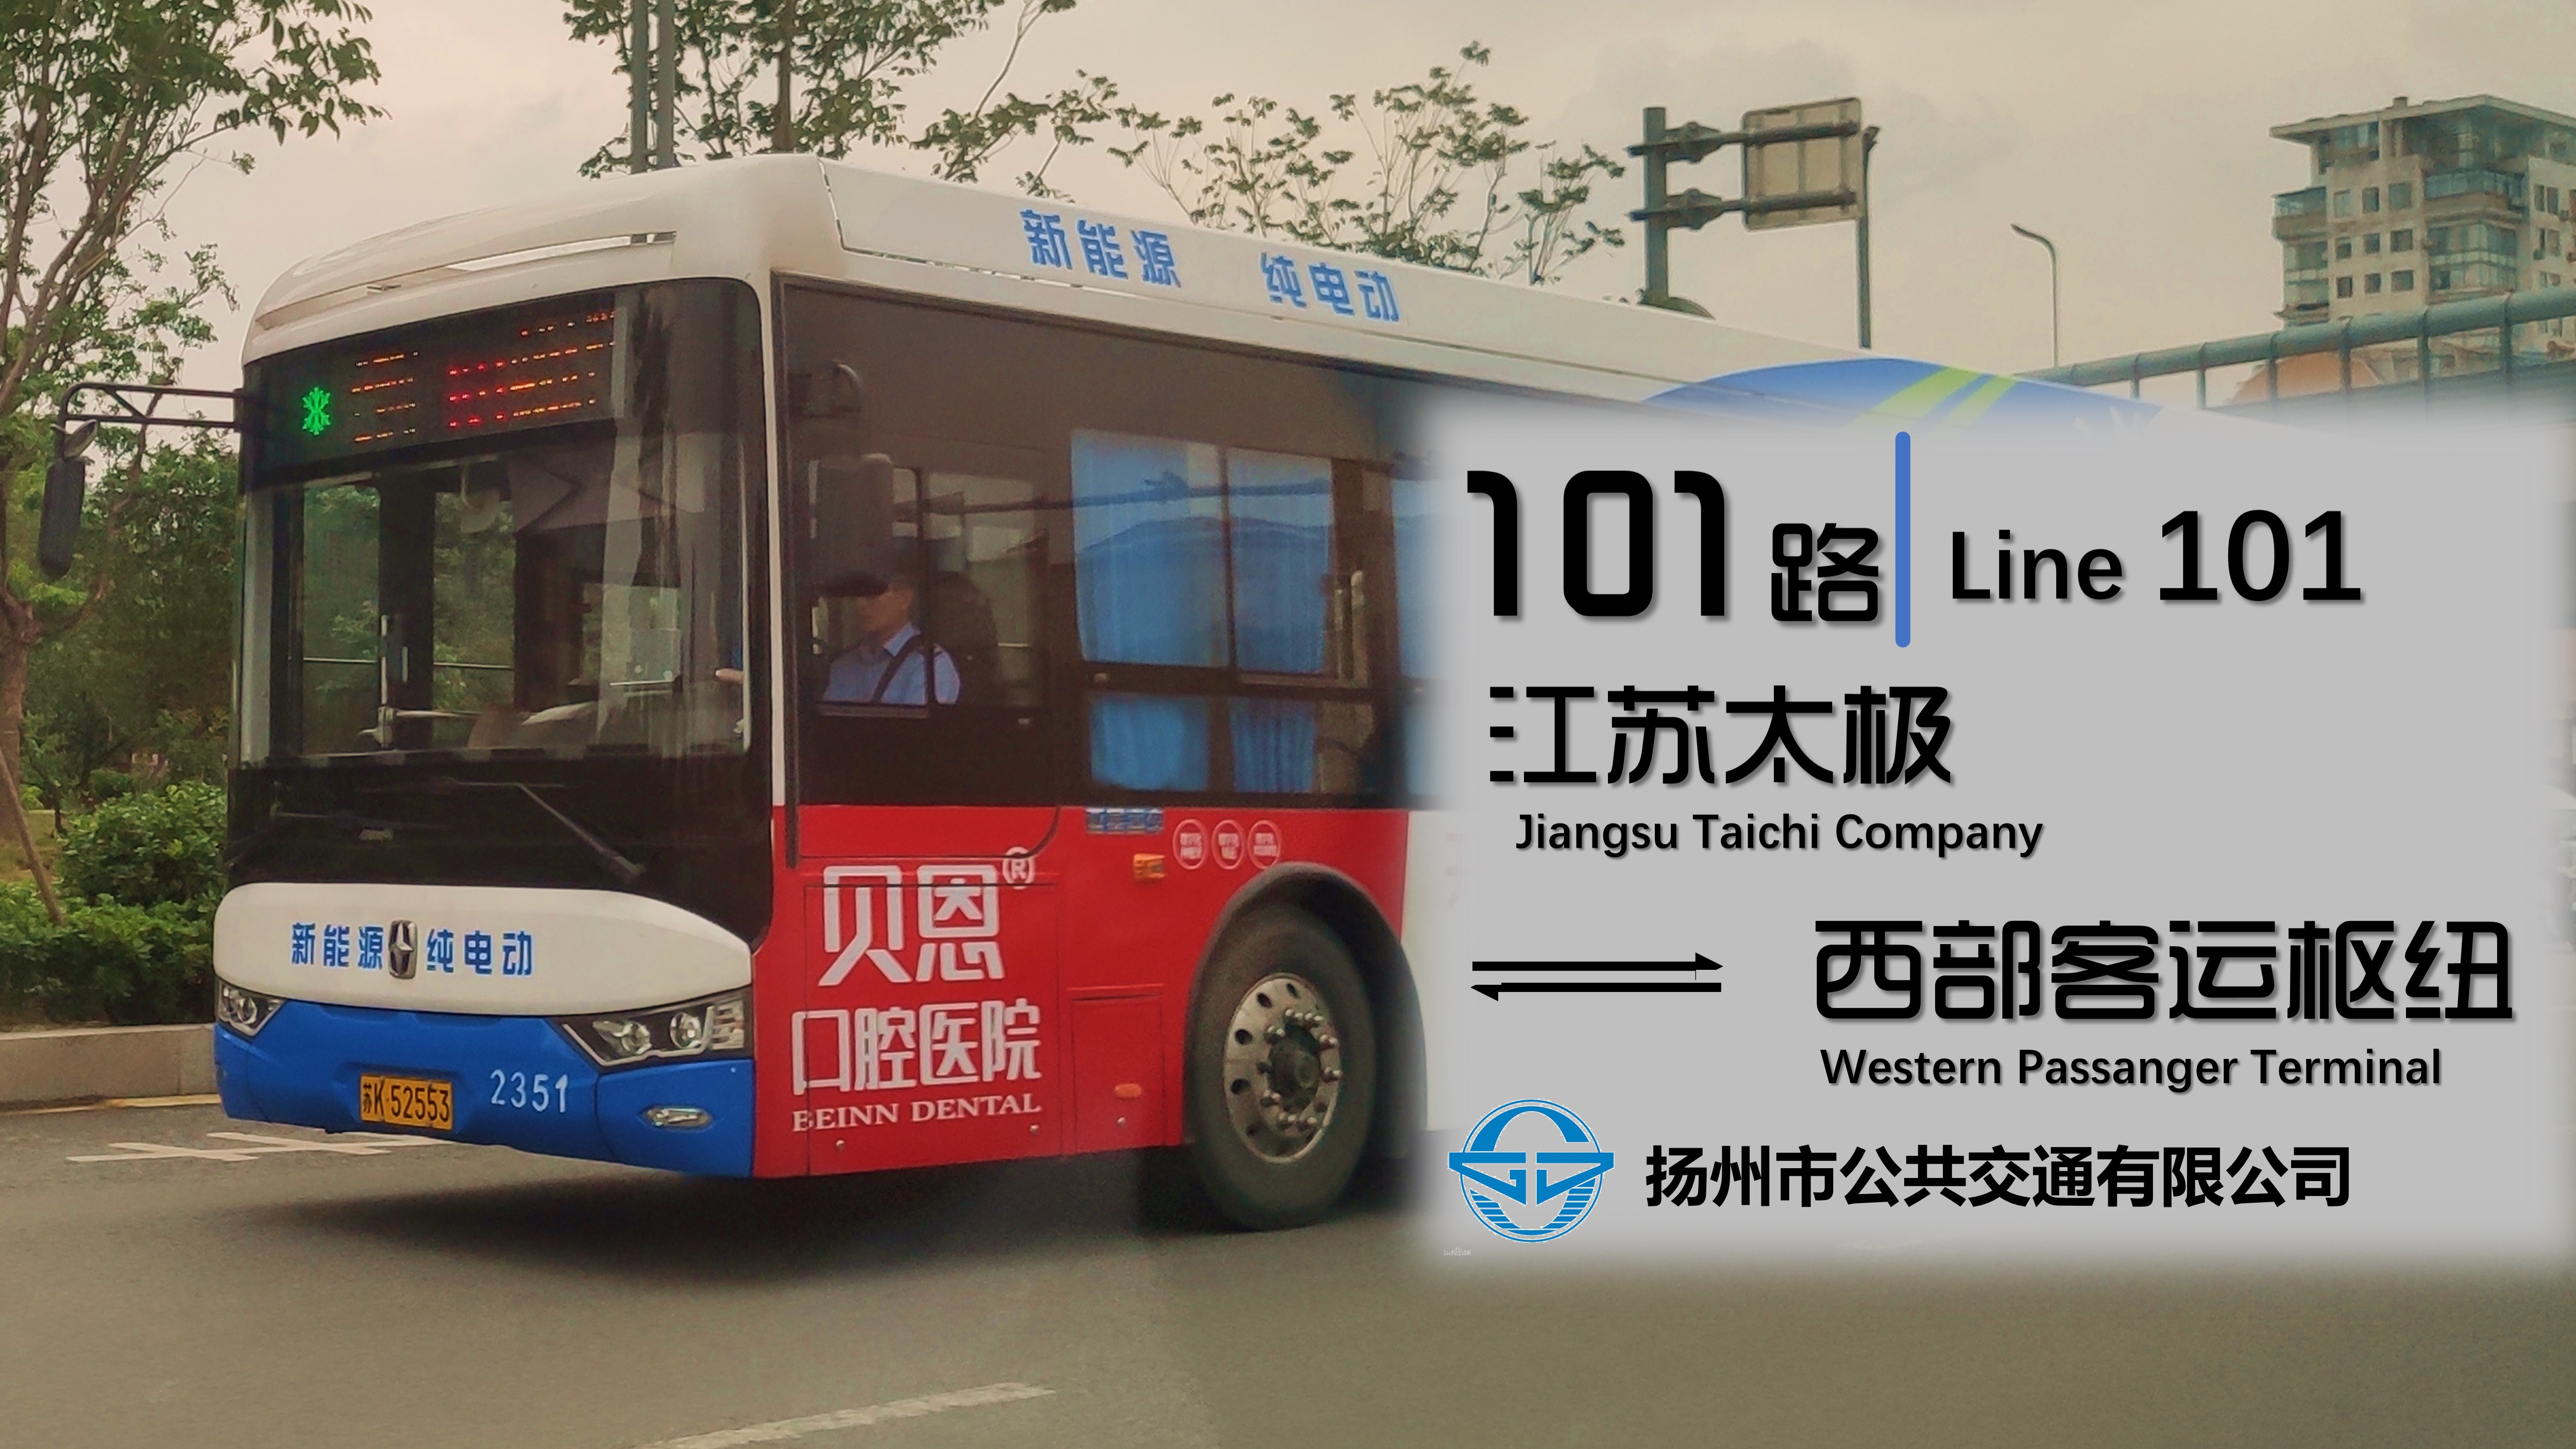 新能源 纯电动
101路 Line 101
江苏太极
Jiangsu Taichi Company
西部客运枢纽
Western Passanger Terminal
扬州市公共交通有限公司
贝恩®
口腔医院
BEINN DENTAL
新能源 纯电动
苏K·52553
2351